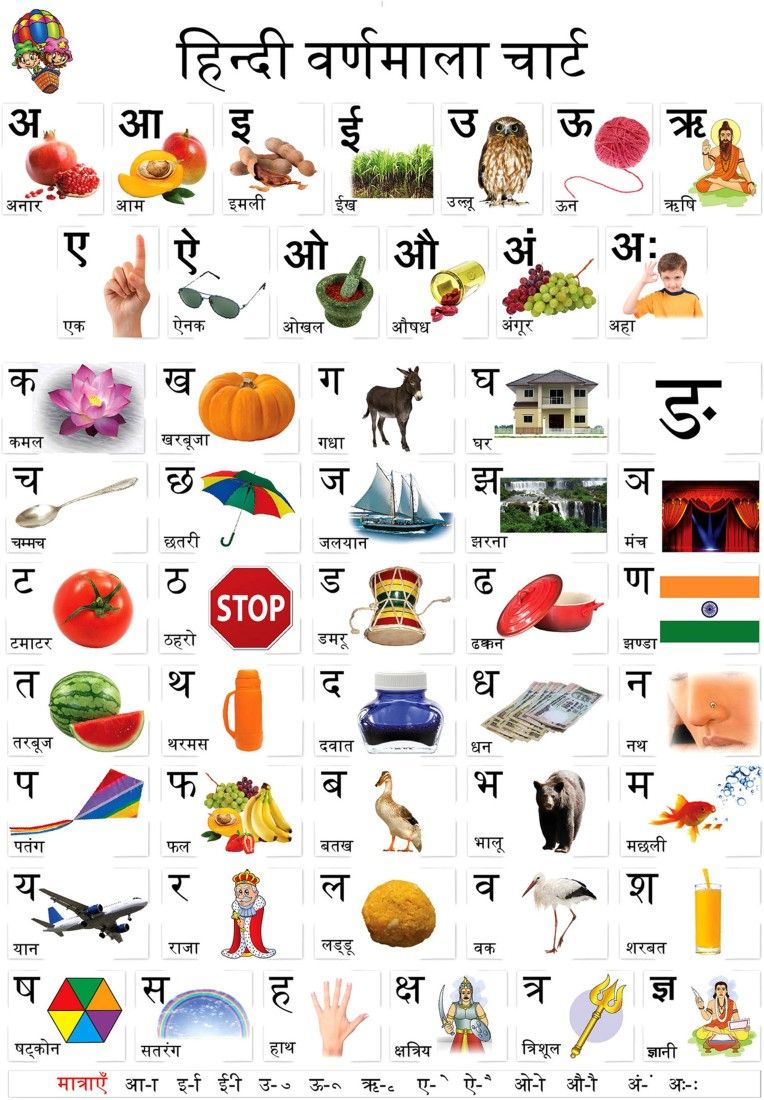 हिन्दी वर्णमाला चार्ट
अ आ इ ई उ ऊ ऋ
अनार आम इमली ईख उल्लू ऊन ऋषि
ए ऐ ओ औ अं अः
एक ऐनक ओखल औषध अंगूर अहा
क ख ग घ ङ
कमल खरबूजा गधा घर
च छ ज झ ञ
चम्मच छतरी जलयान झरना मंच
ट ठ ड ढ ण
STOP
टमाटर ठहरो डमरू ढक्कन झण्डा
त थ द ध न
तरबूज थरमस दवात धन नथ
प फ ब भ म
पतंग फल बतख भालू मछली
य र ल व श
यान राजा लड्डू वक शरबत
ष स ह क्ष त्र ज्ञ
षट्कोन सतरंग हाथ क्षत्रिय त्रिशूल ज्ञानी
मात्राएँ आ-ा इ-ि ई-ी उ-ु ऊ-ू ऋ-ृ ए-े ऐ-ै ओ-ो औ-ौ अं-ं अः-ः